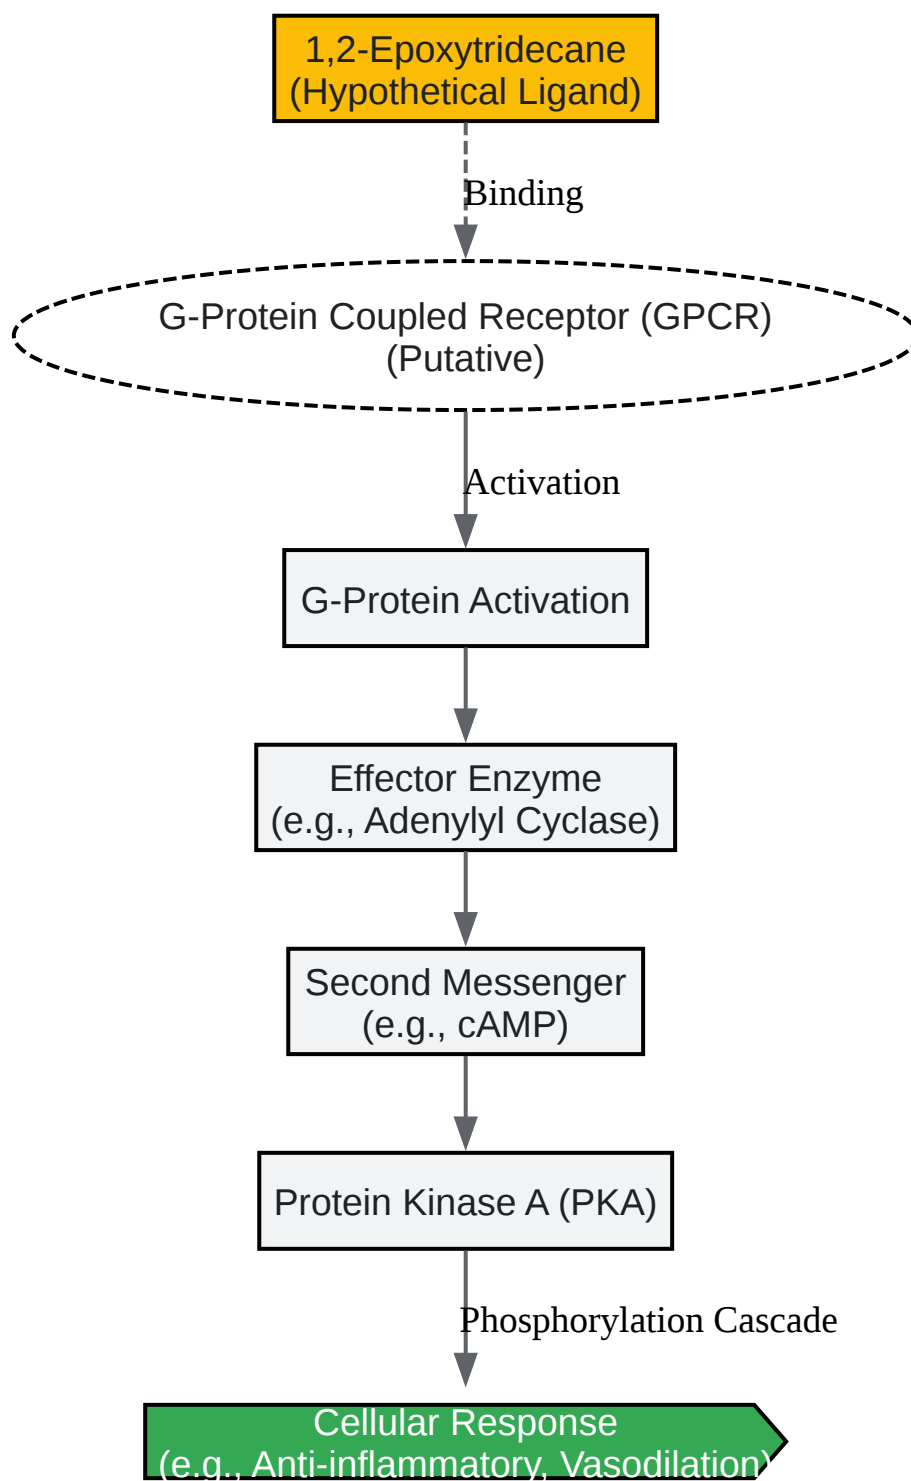 1,2-Epoxytridecane
(Hypothetical Ligand)
Binding
G-Protein Coupled Receptor (GPCR)
(Putative)
Activation
G-Protein Activation
Effector Enzyme
(e.g., Adenylyl Cyclase)
Second Messenger
(e.g., cAMP)
Protein Kinase A (PKA)
Phosphorylation Cascade
Cellular Response
(e.g., Anti-inflammatory, Vasodilation)